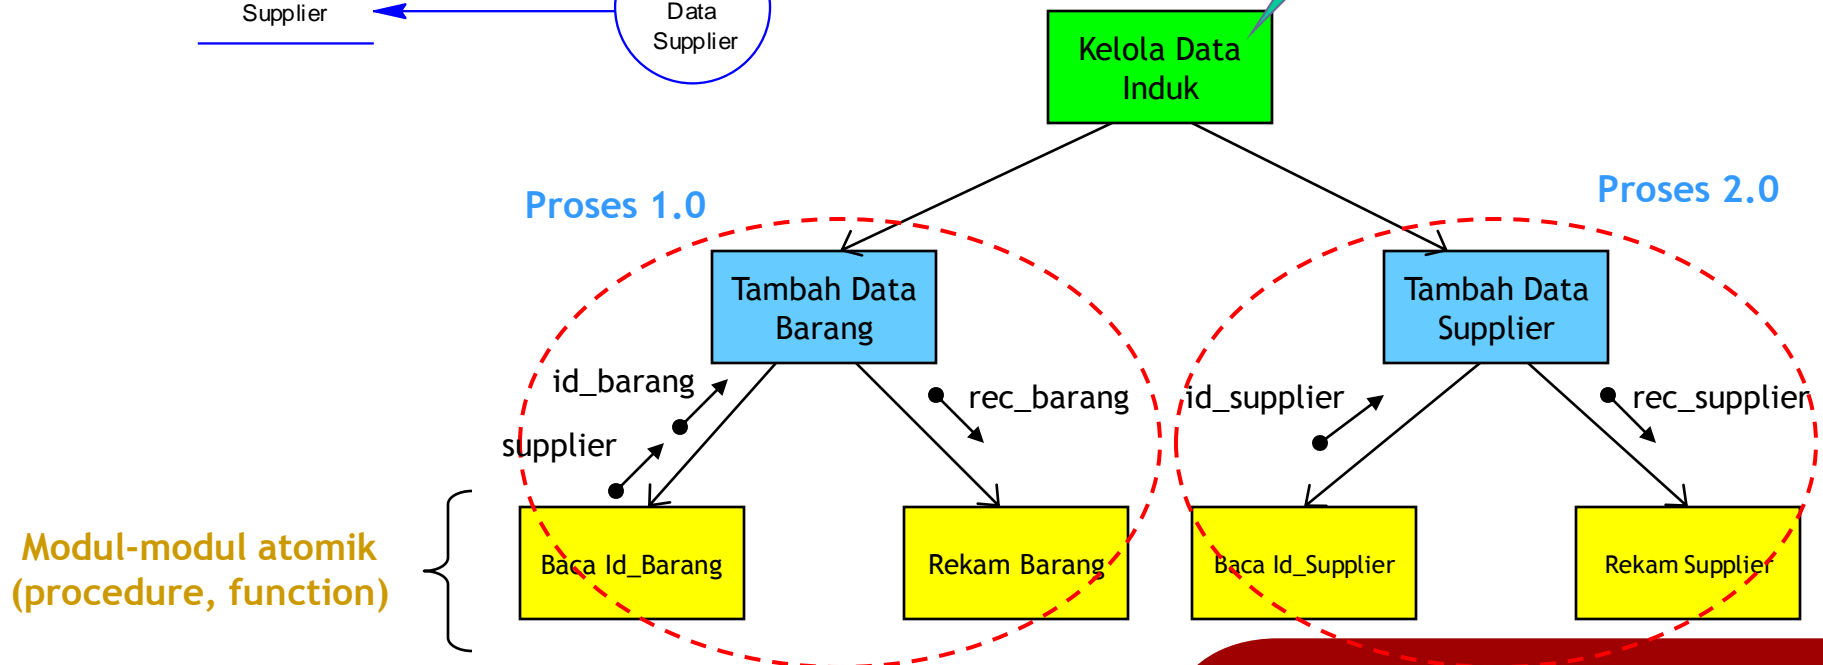 Supplier
Data
Supplier
Kelola Data
Induk
Proses 1.0
Proses 2.0
Tambah Data
Barang
Tambah Data
Supplier
id_barang
rec_barang
id_supplier
rec_supplier
supplier
Modul-modul atomik
(procedure, function)
Baca Id_Barang
Rekam Barang
Baca Id_Supplier
Rekam Supplier